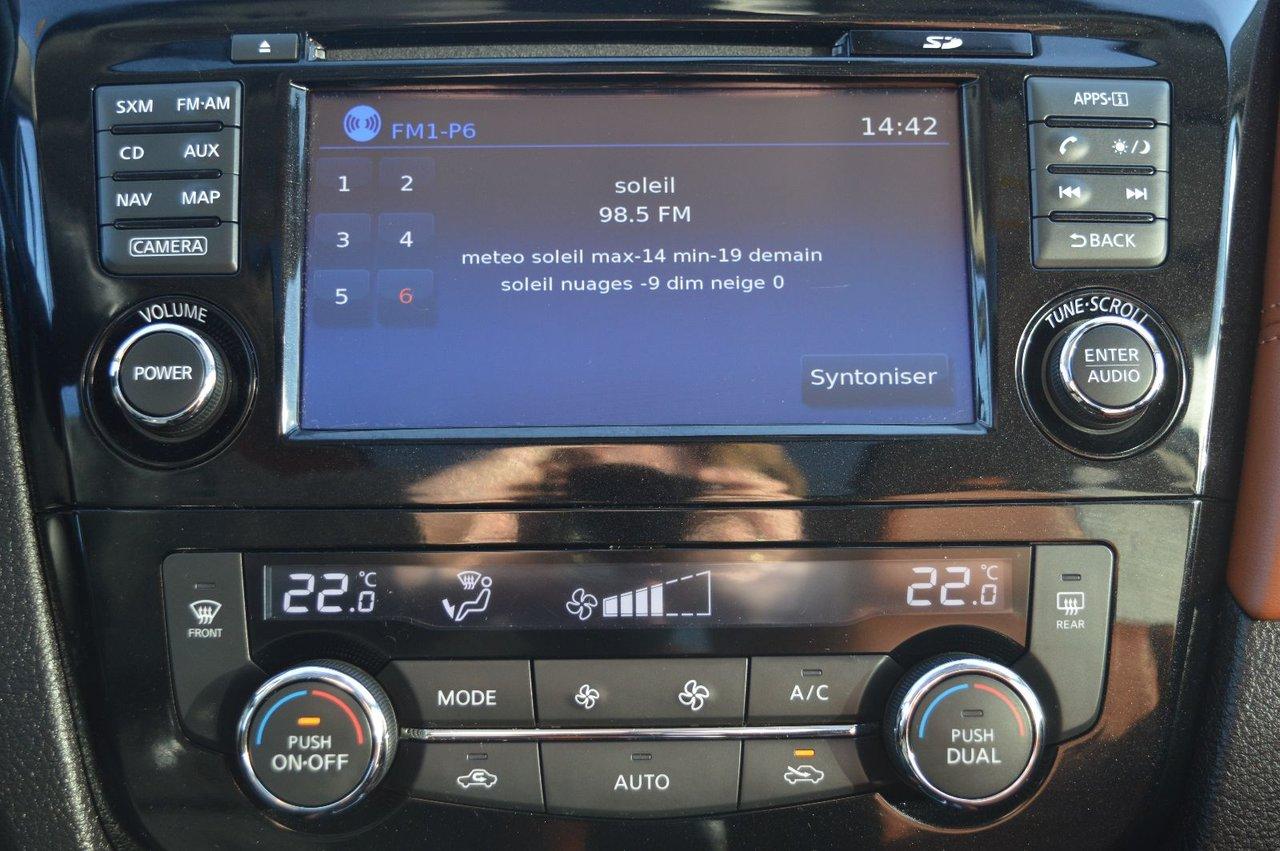 SD
SXM FM·AM
CD AUX
NAV MAP
CAMERA
VOLUME
POWER
FM1-P6 14:42
1 2
3 4
5 6
soleil
98.5 FM
meteo soleil max-14 min-19 demain
soleil nuages -9 dim neige 0
Syntoniser
APPS·i
BACK
TUNE·SCROLL
ENTER
AUDIO
FRONT
22.0 °C
22.0 °C
REAR
MODE
A/C
PUSH
ON·OFF
AUTO
PUSH
DUAL